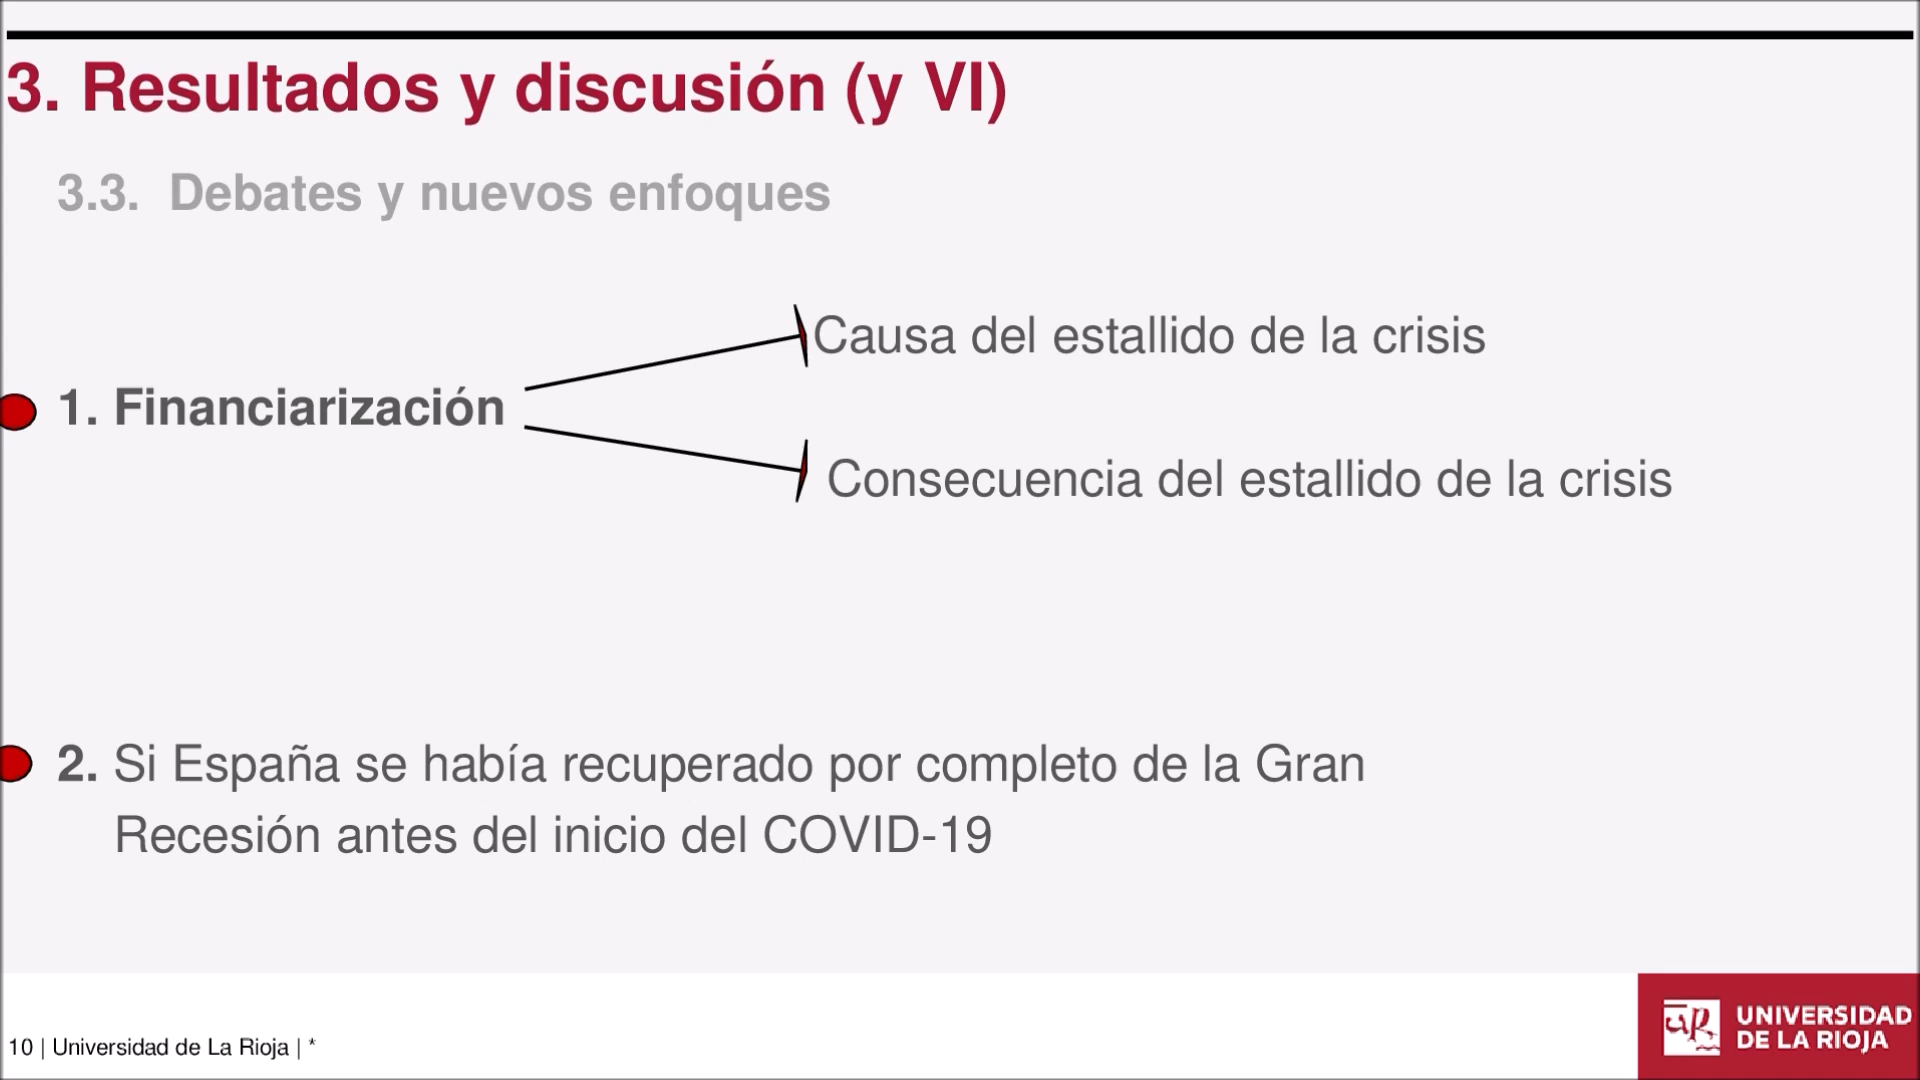 3. Resultados y discusión (y VI)
3.3. Debates y nuevos enfoques
Causa del estallido de la crisis
1. Financiarización
Consecuencia del estallido de la crisis
2. Si España se había recuperado por completo de la Gran
Recesión antes del inicio del COVID-19
10 | Universidad de La Rioja | *
UNIVERSIDAD
DE LA RIOJA